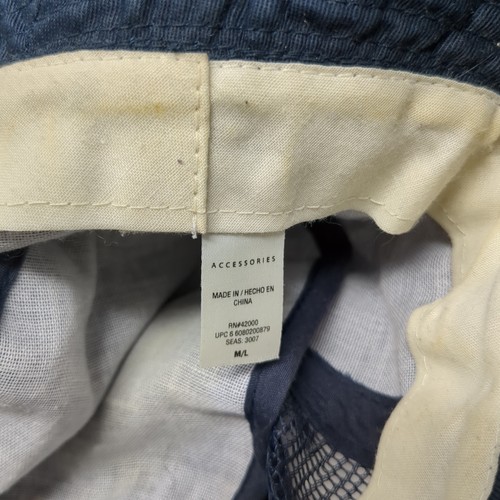 ACCESSORIES
MADE IN / HECHO EN
CHINA
RN#42000
UPC 6 6080200879
SEAS: 3007
M/L